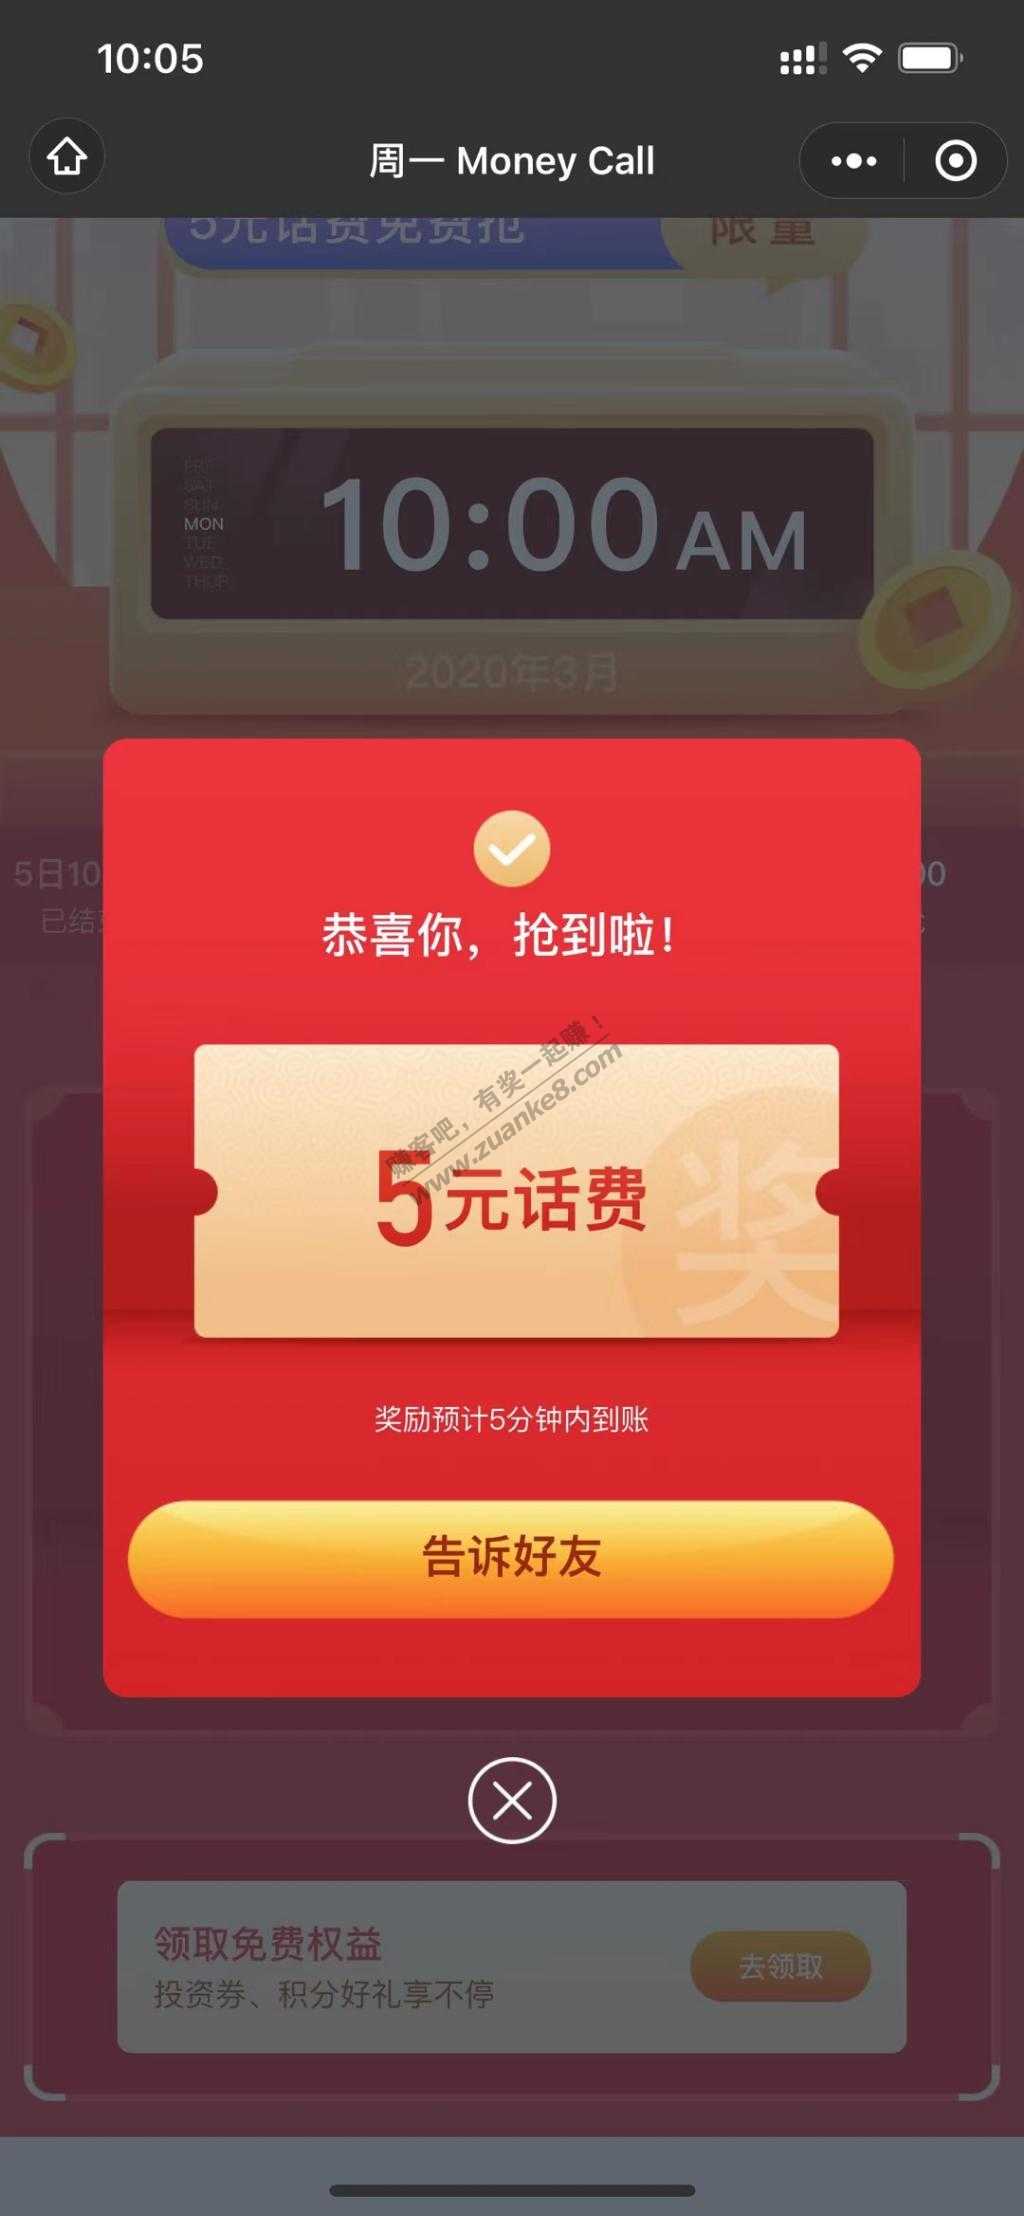 10:05
周一 Money Call
5元话费免费抢
限量
FRI
SAT
SUN
MON
TUE
WED
THUR
10:00 AM
2020年3月
5日10
00
已结束
恭喜你，抢到啦！
赚客吧，有奖一起赚！
www.zuanke8.com
5元话费
奖
奖励预计5分钟内到账
告诉好友
领取免费权益
投资券、积分好礼享不停
去领取